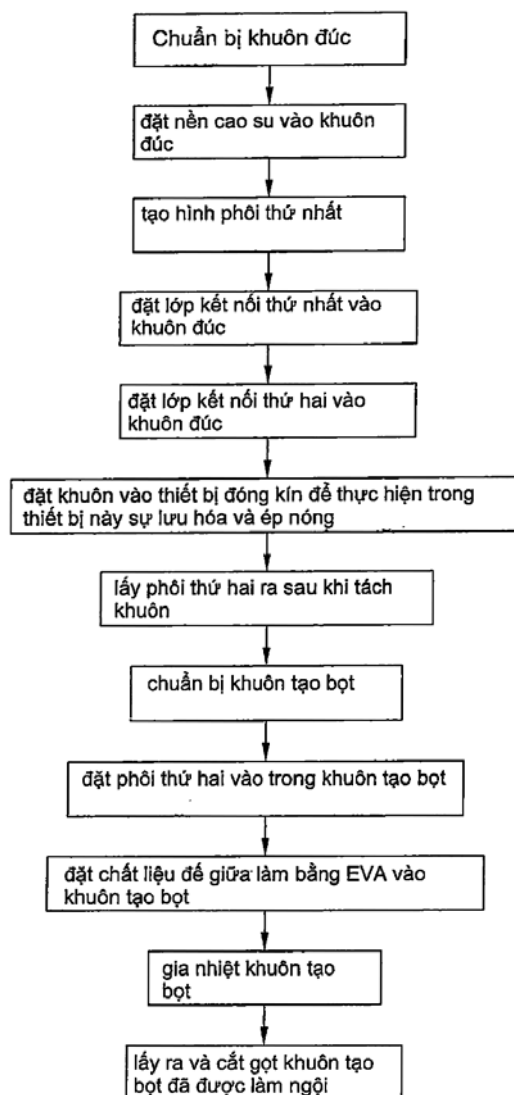 Chuẩn bị khuôn đúc
đặt nền cao su vào khuôn
đúc
tạo hình phôi thứ nhất
đặt lớp kết nối thứ nhất vào
khuôn đúc
đặt lớp kết nối thứ hai vào
khuôn đúc
đặt khuôn vào thiết bị đóng kín để thực hiện trong
thiết bị này sự lưu hóa và ép nóng
lấy phôi thứ hai ra sau khi tách
khuôn
chuẩn bị khuôn tạo bọt
đặt phôi thứ hai vào trong khuôn tạo bọt
đặt chất liệu đế giữa làm bằng EVA vào
khuôn tạo bọt
gia nhiệt khuôn tạo
bọt
lấy ra và cắt gọt khuôn tạo
bọt đã được làm ngội